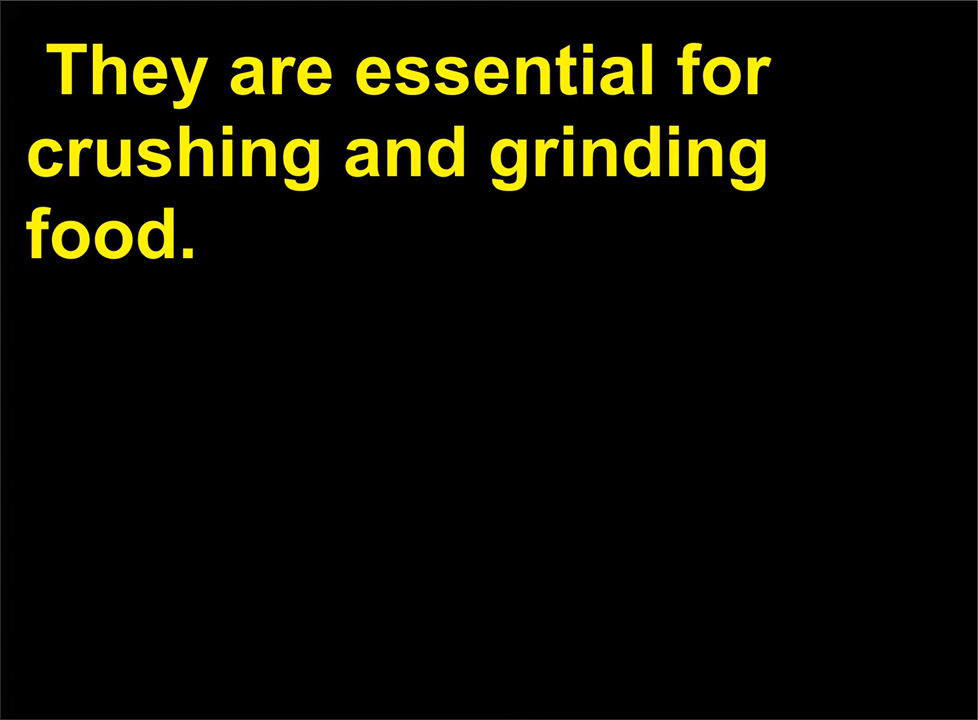 They are essential for
crushing and grinding
food.